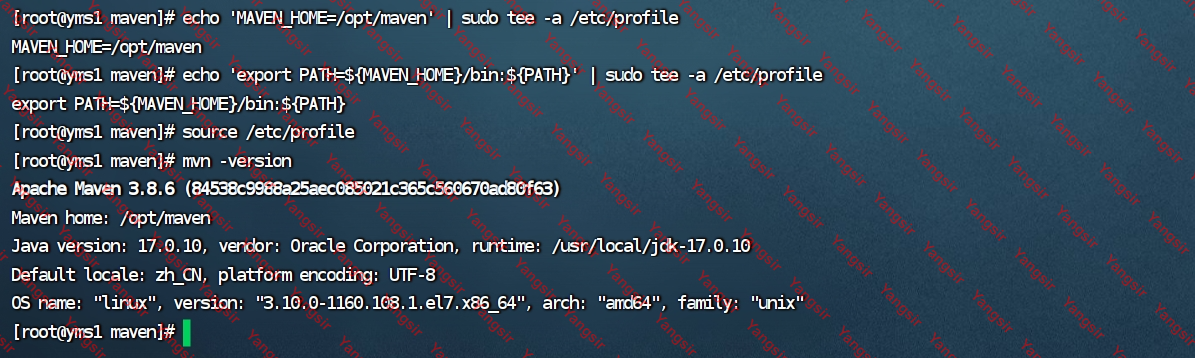 [root@yms1 maven]# echo 'MAVEN_HOME=/opt/maven' | sudo tee -a /etc/profile
MAVEN_HOME=/opt/maven
[root@yms1 maven]# echo 'export PATH=${MAVEN_HOME}/bin:${PATH}' | sudo tee -a /etc/profile
export PATH=${MAVEN_HOME}/bin:${PATH}
[root@yms1 maven]# source /etc/profile
[root@yms1 maven]# mvn -version
Apache Maven 3.8.6 (84538c9988a25aec085021c365c560670ad80f63)
Maven home: /opt/maven
Java version: 17.0.10, vendor: Oracle Corporation, runtime: /usr/local/jdk-17.0.10
Default locale: zh_CN, platform encoding: UTF-8
OS name: "linux", version: "3.10.0-1160.108.1.el7.x86_64", arch: "amd64", family: "unix"
[root@yms1 maven]#
Yangsir